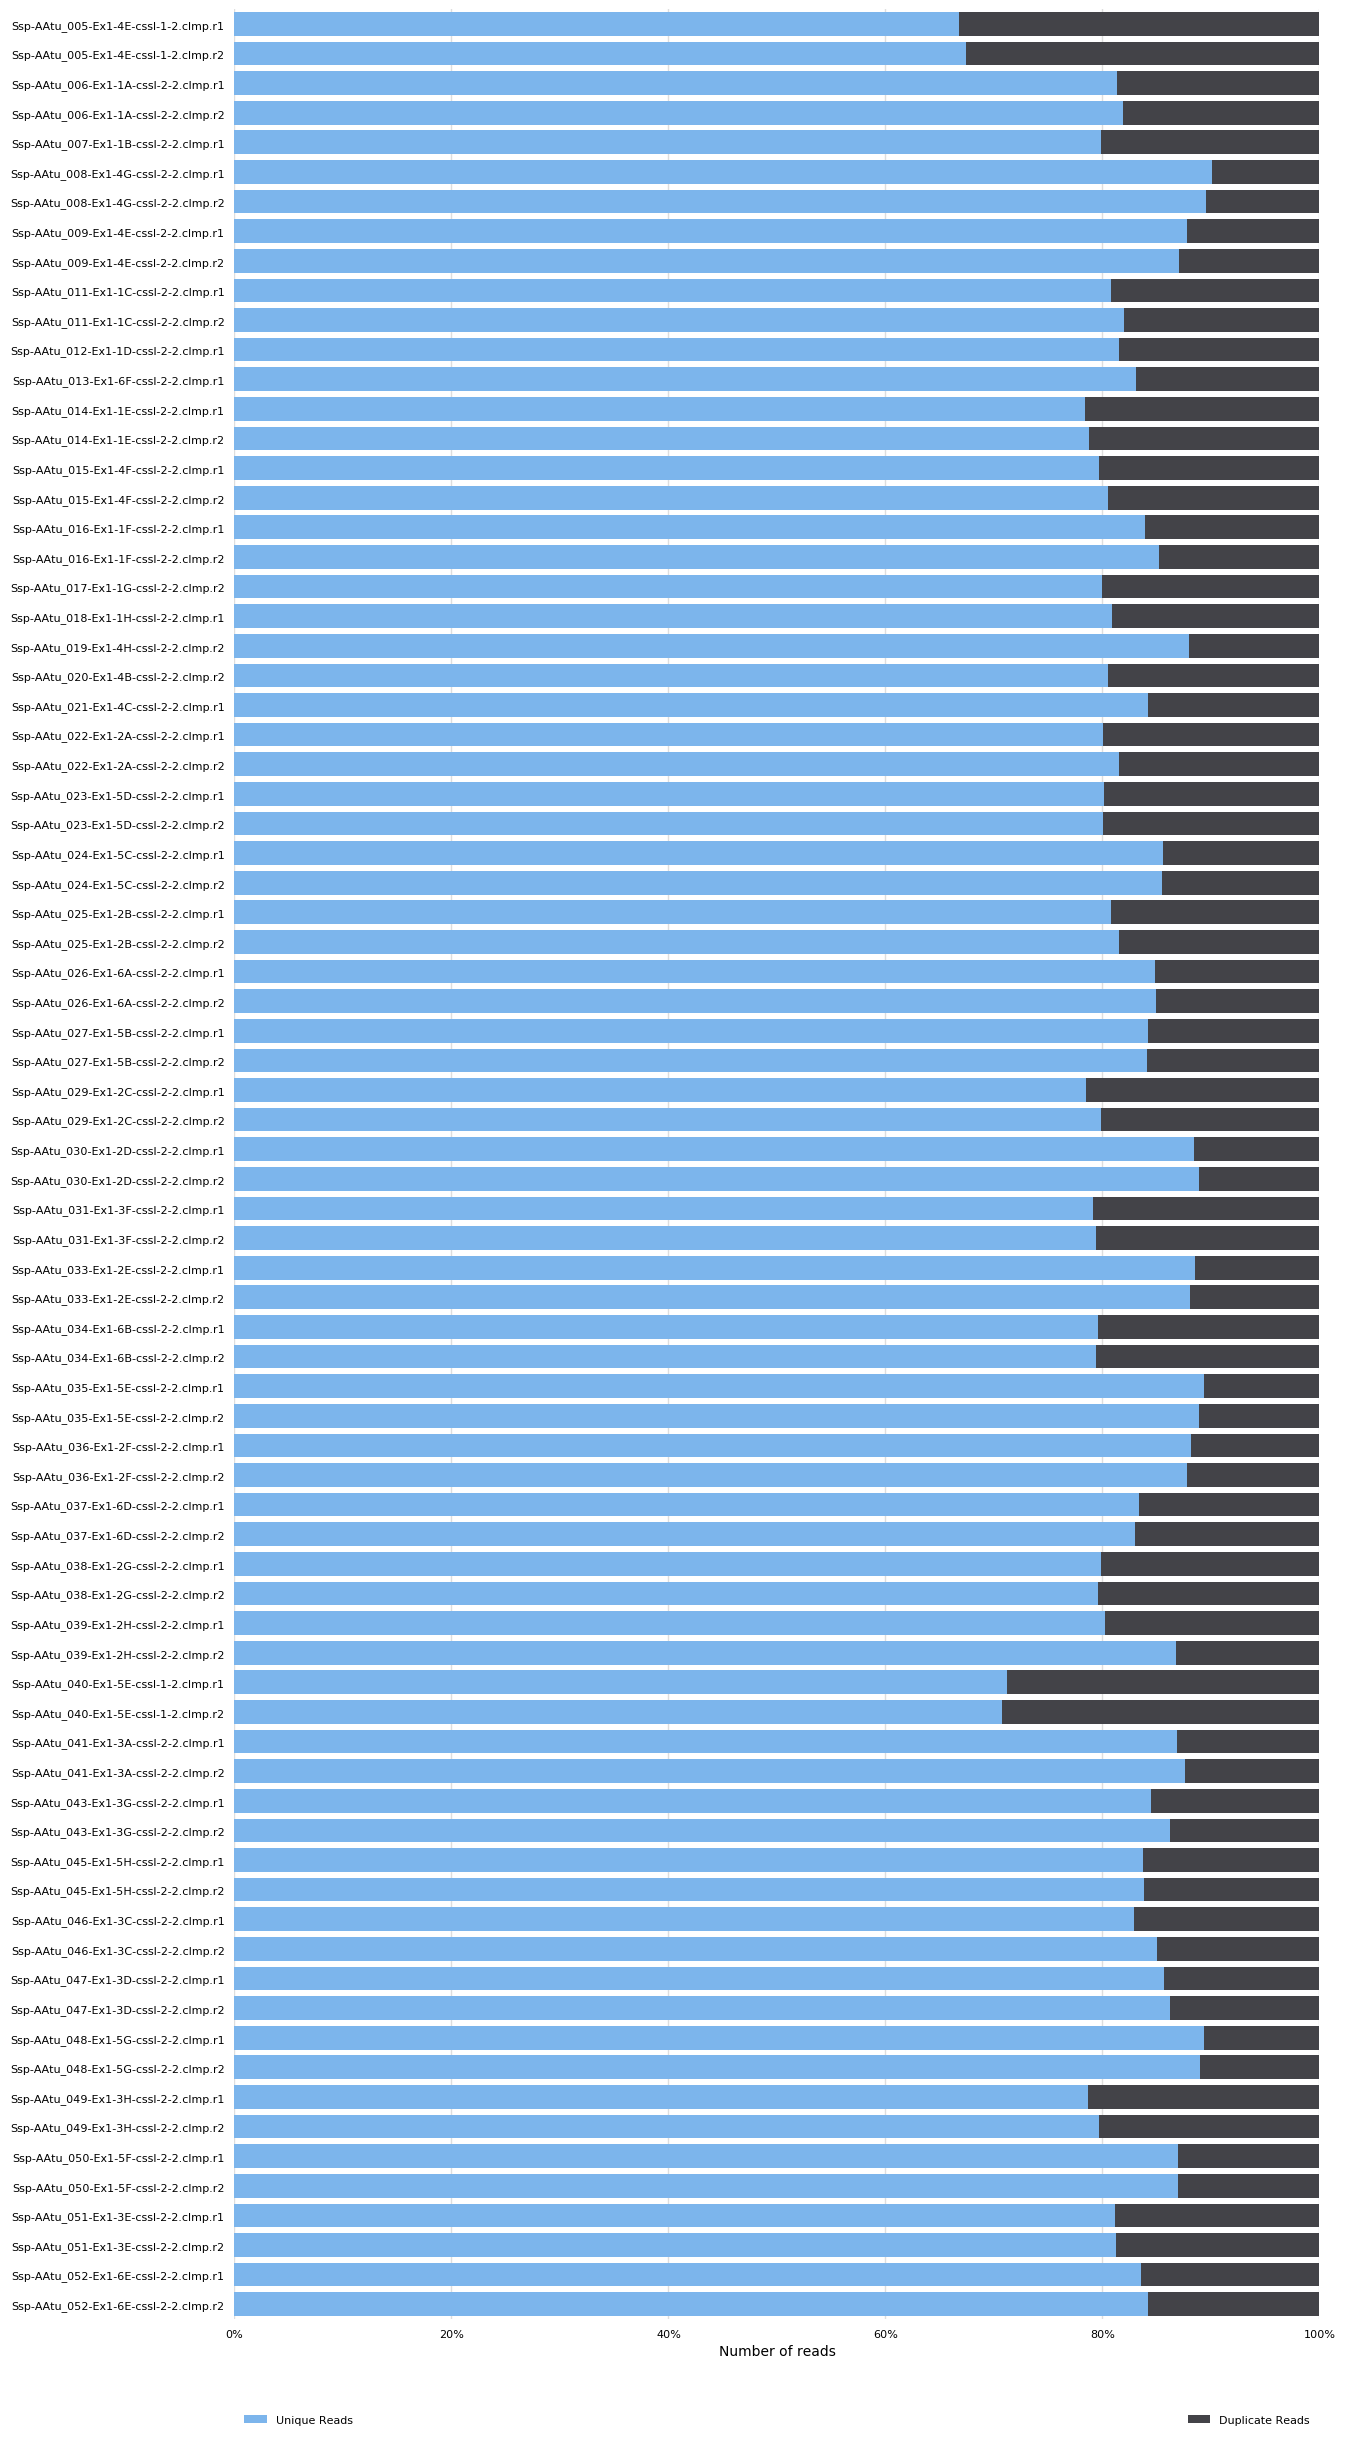 Ssp-AAtu_005-Ex1-4E-cssl-1-2.clmp.r1
Ssp-AAtu_005-Ex1-4E-cssl-1-2.clmp.r2
Ssp-AAtu_006-Ex1-1A-cssl-2-2.clmp.r1
Ssp-AAtu_006-Ex1-1A-cssl-2-2.clmp.r2
Ssp-AAtu_007-Ex1-1B-cssl-2-2.clmp.r1
Ssp-AAtu_008-Ex1-4G-cssl-2-2.clmp.r1
Ssp-AAtu_008-Ex1-4G-cssl-2-2.clmp.r2
Ssp-AAtu_009-Ex1-4E-cssl-2-2.clmp.r1
Ssp-AAtu_009-Ex1-4E-cssl-2-2.clmp.r2
Ssp-AAtu_011-Ex1-1C-cssl-2-2.clmp.r1
Ssp-AAtu_011-Ex1-1C-cssl-2-2.clmp.r2
Ssp-AAtu_012-Ex1-1D-cssl-2-2.clmp.r1
Ssp-AAtu_013-Ex1-6F-cssl-2-2.clmp.r1
Ssp-AAtu_014-Ex1-1E-cssl-2-2.clmp.r1
Ssp-AAtu_014-Ex1-1E-cssl-2-2.clmp.r2
Ssp-AAtu_015-Ex1-4F-cssl-2-2.clmp.r1
Ssp-AAtu_015-Ex1-4F-cssl-2-2.clmp.r2
Ssp-AAtu_016-Ex1-1F-cssl-2-2.clmp.r1
Ssp-AAtu_016-Ex1-1F-cssl-2-2.clmp.r2
Ssp-AAtu_017-Ex1-1G-cssl-2-2.clmp.r2
Ssp-AAtu_018-Ex1-1H-cssl-2-2.clmp.r1
Ssp-AAtu_019-Ex1-4H-cssl-2-2.clmp.r2
Ssp-AAtu_020-Ex1-4B-cssl-2-2.clmp.r2
Ssp-AAtu_021-Ex1-4C-cssl-2-2.clmp.r1
Ssp-AAtu_022-Ex1-2A-cssl-2-2.clmp.r1
Ssp-AAtu_022-Ex1-2A-cssl-2-2.clmp.r2
Ssp-AAtu_023-Ex1-5D-cssl-2-2.clmp.r1
Ssp-AAtu_023-Ex1-5D-cssl-2-2.clmp.r2
Ssp-AAtu_024-Ex1-5C-cssl-2-2.clmp.r1
Ssp-AAtu_024-Ex1-5C-cssl-2-2.clmp.r2
Ssp-AAtu_025-Ex1-2B-cssl-2-2.clmp.r1
Ssp-AAtu_025-Ex1-2B-cssl-2-2.clmp.r2
Ssp-AAtu_026-Ex1-6A-cssl-2-2.clmp.r1
Ssp-AAtu_026-Ex1-6A-cssl-2-2.clmp.r2
Ssp-AAtu_027-Ex1-5B-cssl-2-2.clmp.r1
Ssp-AAtu_027-Ex1-5B-cssl-2-2.clmp.r2
Ssp-AAtu_029-Ex1-2C-cssl-2-2.clmp.r1
Ssp-AAtu_029-Ex1-2C-cssl-2-2.clmp.r2
Ssp-AAtu_030-Ex1-2D-cssl-2-2.clmp.r1
Ssp-AAtu_030-Ex1-2D-cssl-2-2.clmp.r2
Ssp-AAtu_031-Ex1-3F-cssl-2-2.clmp.r1
Ssp-AAtu_031-Ex1-3F-cssl-2-2.clmp.r2
Ssp-AAtu_033-Ex1-2E-cssl-2-2.clmp.r1
Ssp-AAtu_033-Ex1-2E-cssl-2-2.clmp.r2
Ssp-AAtu_034-Ex1-6B-cssl-2-2.clmp.r1
Ssp-AAtu_034-Ex1-6B-cssl-2-2.clmp.r2
Ssp-AAtu_035-Ex1-5E-cssl-2-2.clmp.r1
Ssp-AAtu_035-Ex1-5E-cssl-2-2.clmp.r2
Ssp-AAtu_036-Ex1-2F-cssl-2-2.clmp.r1
Ssp-AAtu_036-Ex1-2F-cssl-2-2.clmp.r2
Ssp-AAtu_037-Ex1-6D-cssl-2-2.clmp.r1
Ssp-AAtu_037-Ex1-6D-cssl-2-2.clmp.r2
Ssp-AAtu_038-Ex1-2G-cssl-2-2.clmp.r1
Ssp-AAtu_038-Ex1-2G-cssl-2-2.clmp.r2
Ssp-AAtu_039-Ex1-2H-cssl-2-2.clmp.r1
Ssp-AAtu_039-Ex1-2H-cssl-2-2.clmp.r2
Ssp-AAtu_040-Ex1-5E-cssl-1-2.clmp.r1
Ssp-AAtu_040-Ex1-5E-cssl-1-2.clmp.r2
Ssp-AAtu_041-Ex1-3A-cssl-2-2.clmp.r1
Ssp-AAtu_041-Ex1-3A-cssl-2-2.clmp.r2
Ssp-AAtu_043-Ex1-3G-cssl-2-2.clmp.r1
Ssp-AAtu_043-Ex1-3G-cssl-2-2.clmp.r2
Ssp-AAtu_045-Ex1-5H-cssl-2-2.clmp.r1
Ssp-AAtu_045-Ex1-5H-cssl-2-2.clmp.r2
Ssp-AAtu_046-Ex1-3C-cssl-2-2.clmp.r1
Ssp-AAtu_046-Ex1-3C-cssl-2-2.clmp.r2
Ssp-AAtu_047-Ex1-3D-cssl-2-2.clmp.r1
Ssp-AAtu_047-Ex1-3D-cssl-2-2.clmp.r2
Ssp-AAtu_048-Ex1-5G-cssl-2-2.clmp.r1
Ssp-AAtu_048-Ex1-5G-cssl-2-2.clmp.r2
Ssp-AAtu_049-Ex1-3H-cssl-2-2.clmp.r1
Ssp-AAtu_049-Ex1-3H-cssl-2-2.clmp.r2
Ssp-AAtu_050-Ex1-5F-cssl-2-2.clmp.r1
Ssp-AAtu_050-Ex1-5F-cssl-2-2.clmp.r2
Ssp-AAtu_051-Ex1-3E-cssl-2-2.clmp.r1
Ssp-AAtu_051-Ex1-3E-cssl-2-2.clmp.r2
Ssp-AAtu_052-Ex1-6E-cssl-2-2.clmp.r1
Ssp-AAtu_052-Ex1-6E-cssl-2-2.clmp.r2
0% 20% 40% 60% 80% 100%
Number of reads
Unique Reads Duplicate Reads